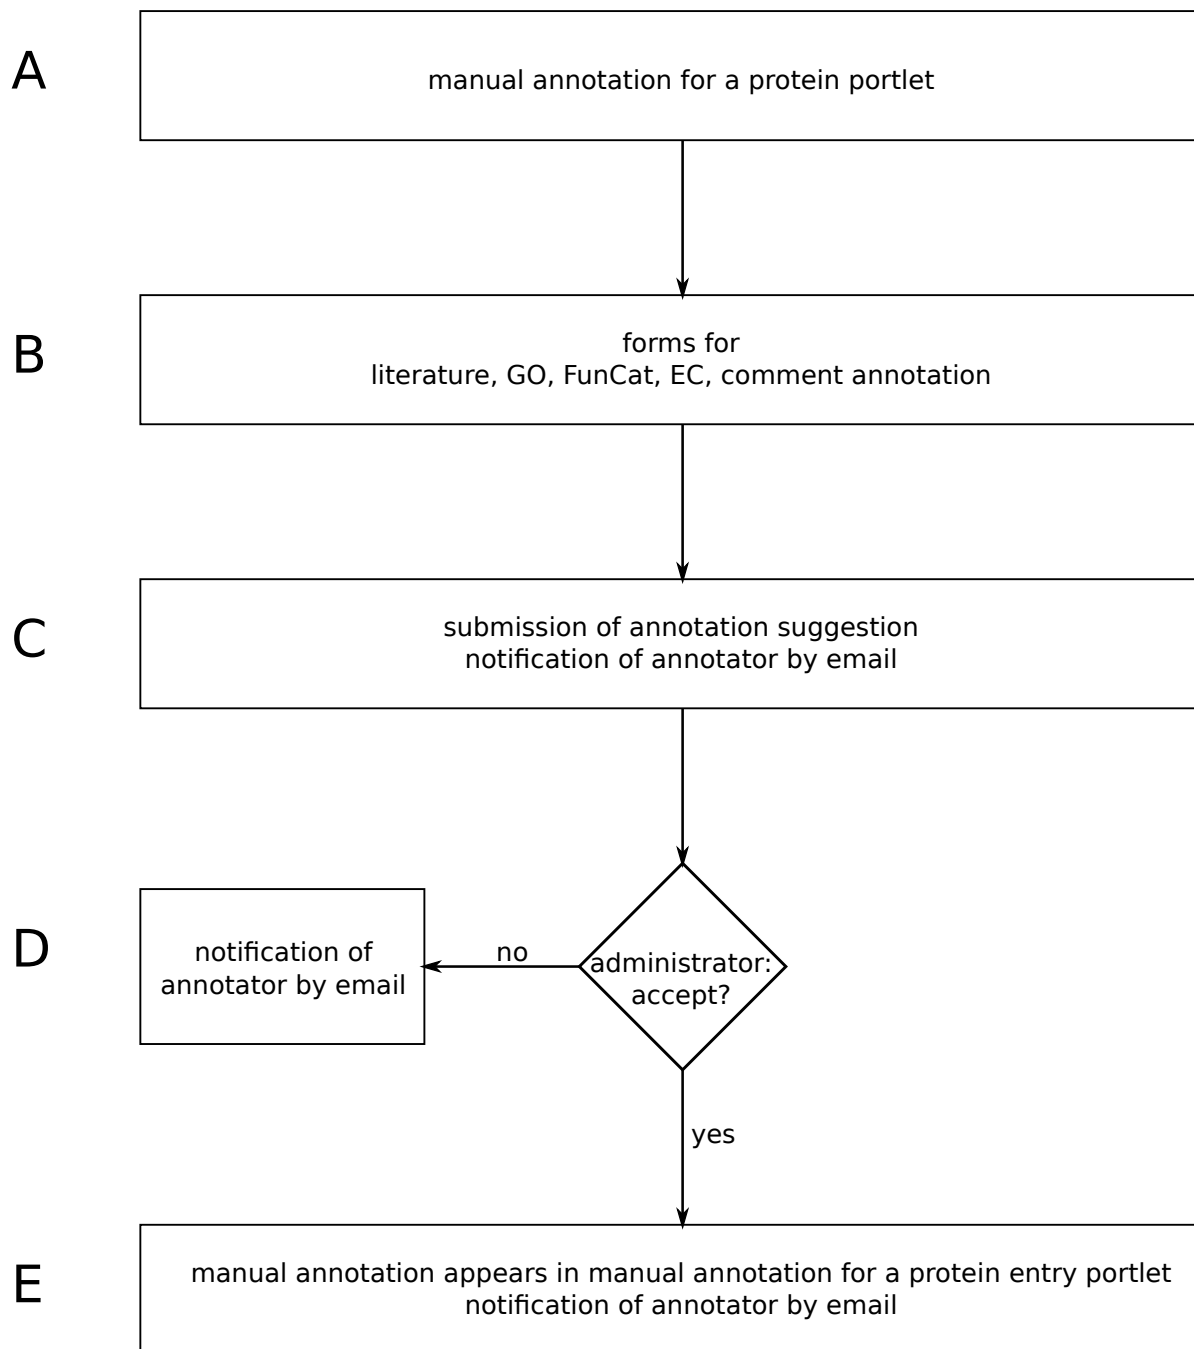 A
manual annotation for a protein portlet
B
forms for
literature, GO, FunCat, EC, comment annotation
C
submission of annotation suggestion
notification of annotator by email
D
notification of
annotator by email
no
administrator:
accept?
yes
E
manual annotation appears in manual annotation for a protein entry portlet
notification of annotator by email